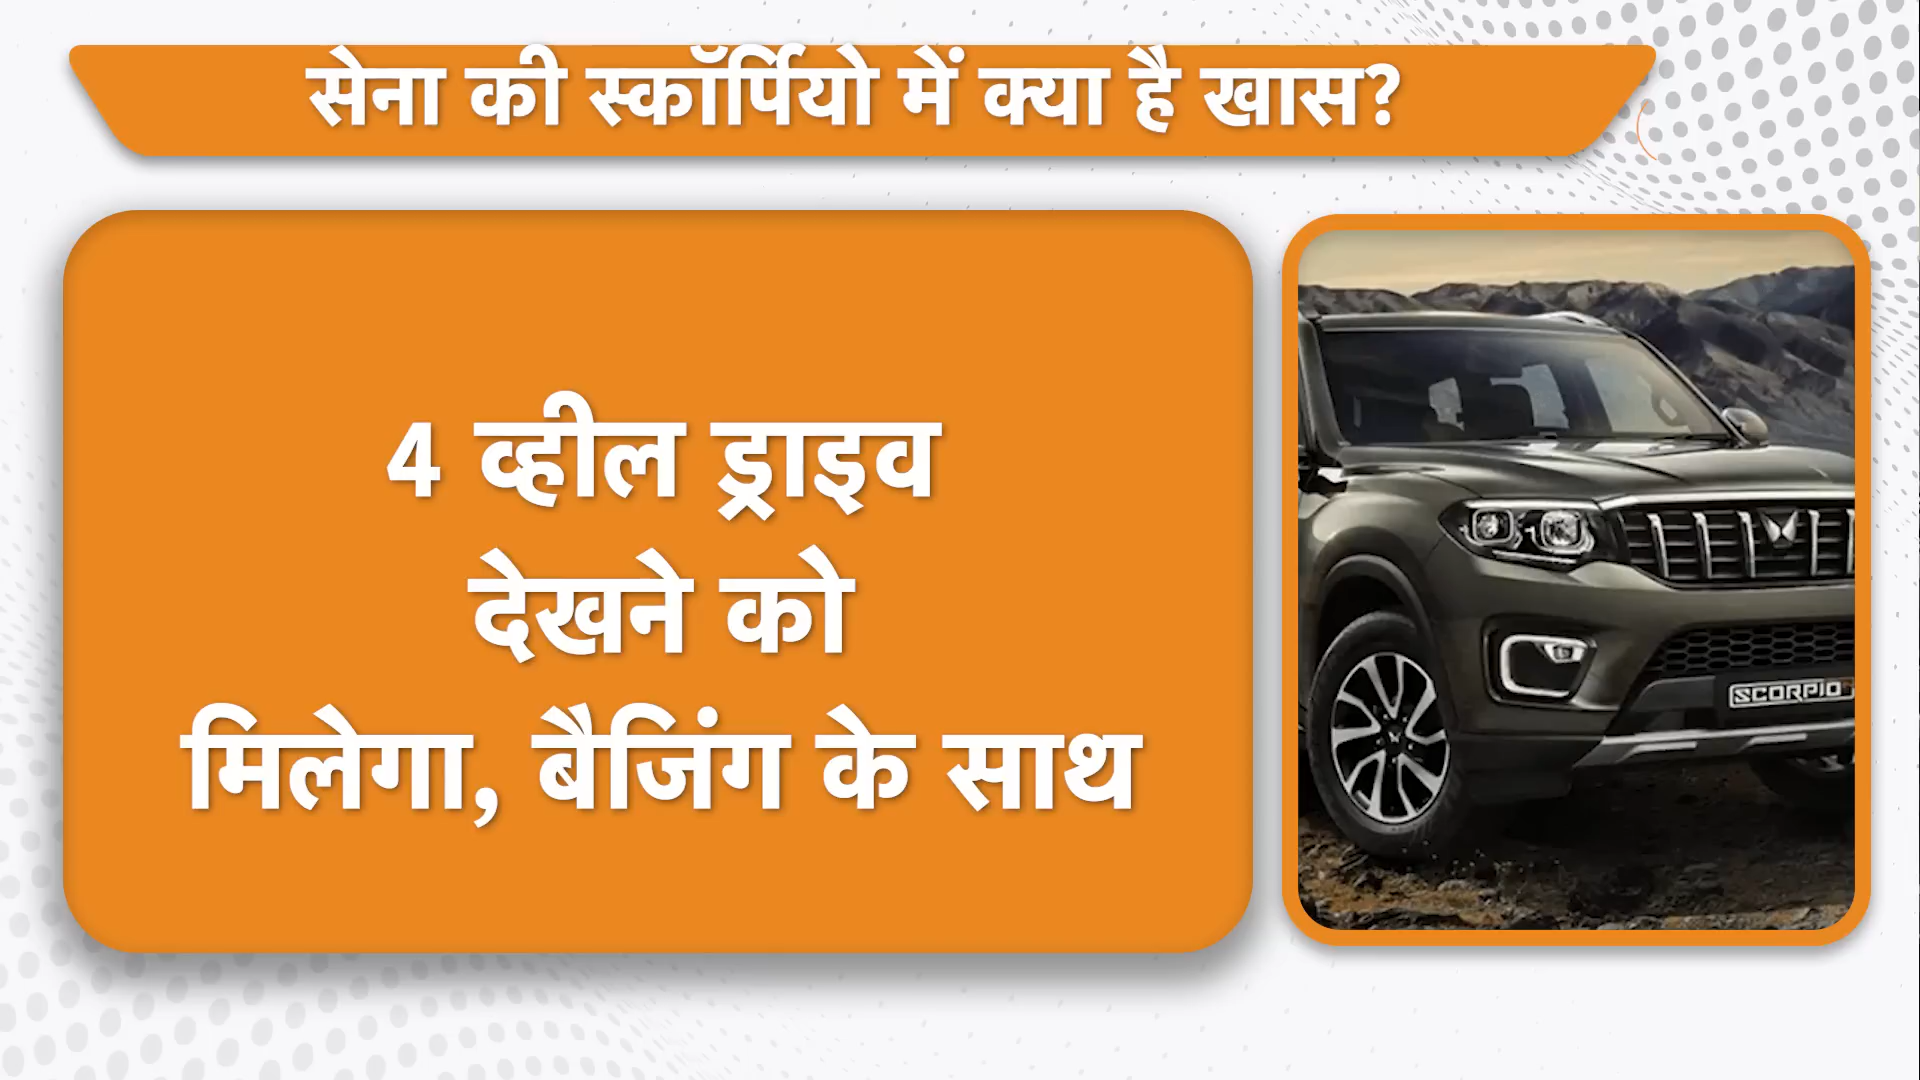 सेना की स्कॉर्पियो में क्या है खास?
4 व्हील ड्राइव
देखने को
मिलेगा, बैजिंग के साथ
SCORPIO